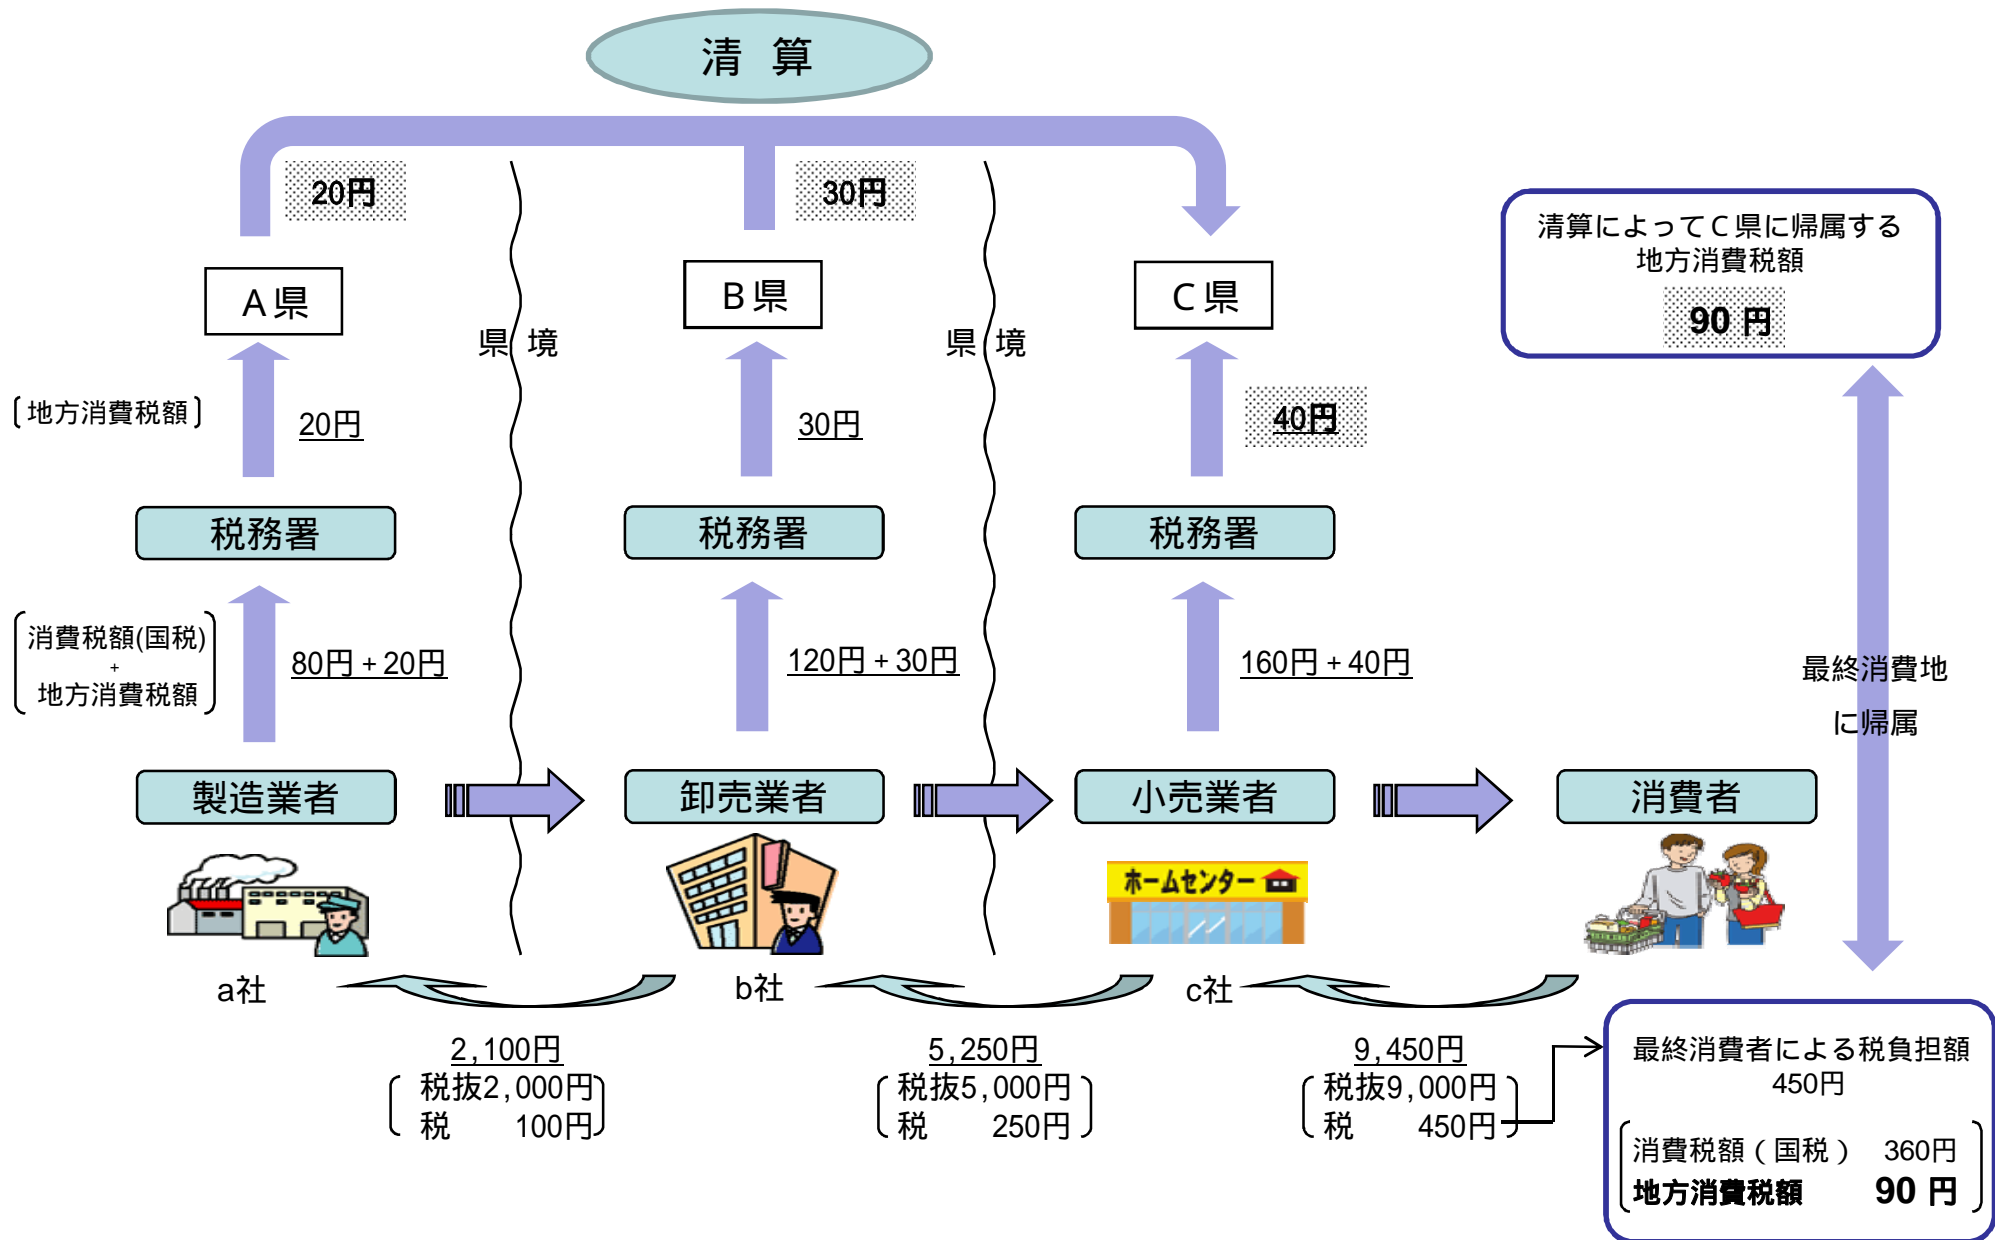 清 算
20円
30円
清算によってＣ県に帰属する
地方消費税額
90 円
Ａ県
Ｂ県
Ｃ県
県 境
県 境
地方消費税額
20円
30円
40円
税務署
税務署
税務署
消費税額(国税)
+
地方消費税額
80円 + 20円
120円 + 30円
160円 + 40円
最終消費地
に帰属
製造業者
卸売業者
小売業者
消費者
ホームセンター
a社
b社
c社
2,100円
税抜2,000円
税 100円
5,250円
税抜5,000円
税 250円
9,450円
税抜9,000円
税 450円
最終消費者による税負担額
450円
消費税額（国税） 360円
地方消費税額 90 円